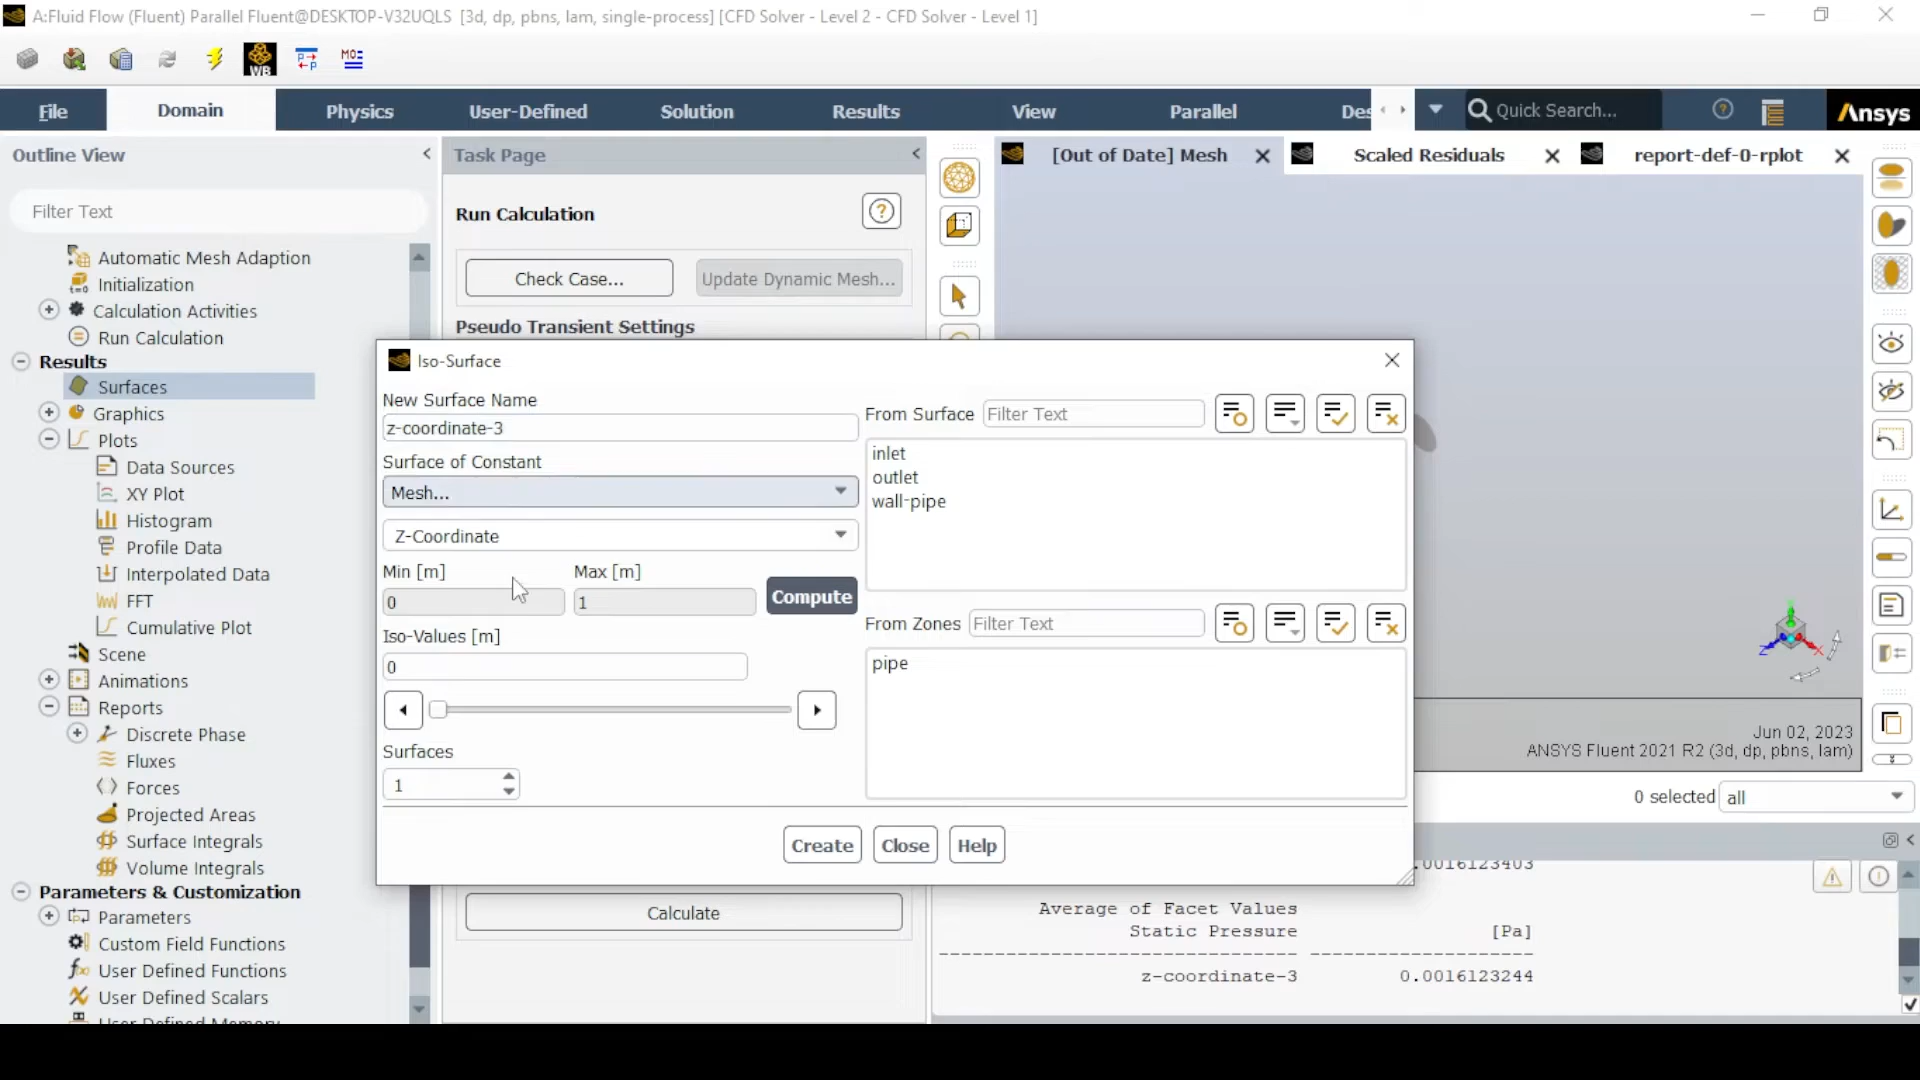 A:Fluid Flow (Fluent) Parallel Fluent@DESKTOP-V32UQLS [3d, dp, pbns, lam, single-process] [CFD Solver - Level 2 - CFD Solver - Level 1]
WB
File
Domain
Physics
User-Defined
Solution
Results
View
Parallel
Des
Quick Search...
Ansys
Outline View
Filter Text
Automatic Mesh Adaption
Initialization
Calculation Activities
Run Calculation
Results
Surfaces
Graphics
Plots
Data Sources
XY Plot
Histogram
Profile Data
Interpolated Data
FFT
Cumulative Plot
Scene
Animations
Reports
Discrete Phase
Fluxes
Forces
Projected Areas
Surface Integrals
Volume Integrals
Parameters & Customization
Parameters
Custom Field Functions
User Defined Functions
User Defined Scalars
User Defined Memory
Task Page
Run Calculation
Check Case...
Update Dynamic Mesh...
Pseudo Transient Settings
Calculate
[Out of Date] Mesh
Scaled Residuals
report-def-0-rplot
Iso-Surface
New Surface Name
z-coordinate-3
Surface of Constant
Mesh...
Z-Coordinate
Min [m]
Max [m]
0
1
Compute
Iso-Values [m]
0
Surfaces
1
From Surface
Filter Text
inlet
outlet
wall-pipe
From Zones
Filter Text
pipe
Create
Close
Help
Z
X
Jun 02, 2023
ANSYS Fluent 2021 R2 (3d, dp, pbns, lam)
0 selected
all
.0016123403
Average of Facet Values
Static Pressure [Pa]
-------------------------------- --------------------
z-coordinate-3 0.0016123244